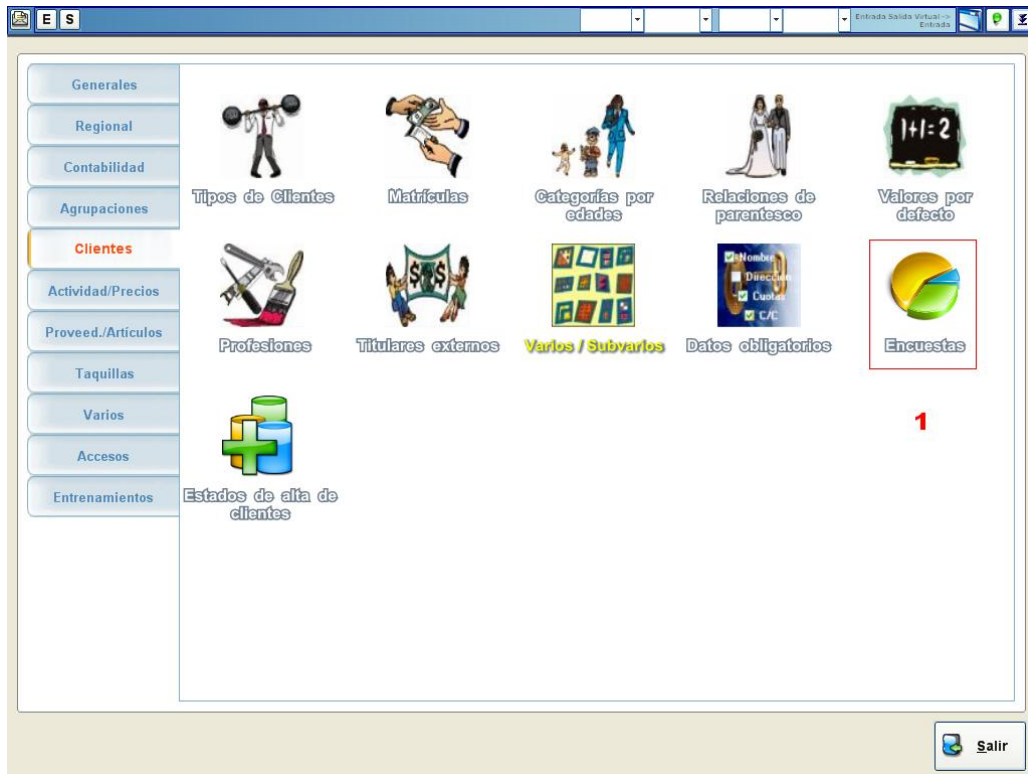 E S
Entrada Salida Virtual ->
Entrada
Generales
Regional
Contabilidad
Agrupaciones
Clientes
Actividad/Precios
Proveed./Artículos
Taquillas
Varios
Accesos
Entrenamientos
Tipos de Clientes
Matrículas
Categorías por
edades
Relaciones de
parentesco
1+1=2
Valores por
defecto
Profesiones
$ $
Titulares externos
Varios / Subvarios
Nombre
Dirección
Cuotas
C/C
Datos obligatorios
Encuestas
1
Estados de alta de
clientes
Salir